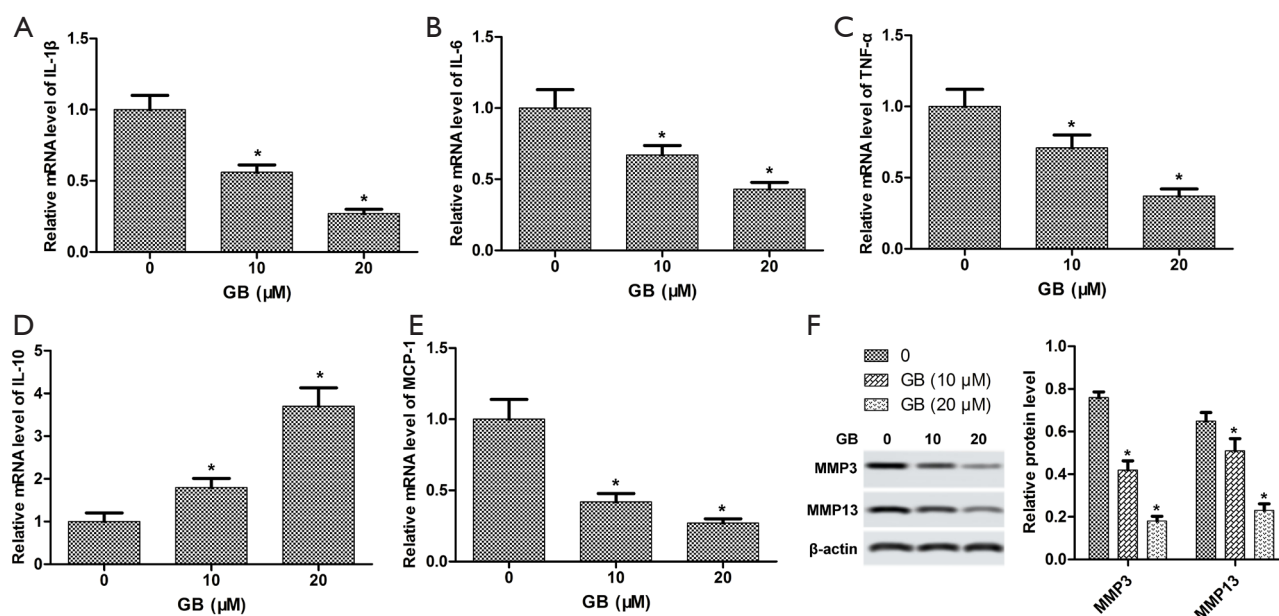 A
Relative mRNA level of IL-1β
1.5
1.0
0.5
0.0
*
*
0
10
20
GB (µM)
B
Relative mRNA level of IL-6
1.5
1.0
0.5
0.0
*
*
0
10
20
GB (µM)
C
Relative mRNA level of TNF-α
1.5
1.0
0.5
0.0
*
*
0
10
20
GB (µM)
D
Relative mRNA level of IL-10
5
4
3
2
1
0
*
*
0
10
20
GB (µM)
E
Relative mRNA level of MCP-1
1.5
1.0
0.5
0.0
*
*
0
10
20
GB (µM)
F
0
GB (10 µM)
GB (20 µM)
GB 0 10 20
MMP3
MMP13
β-actin
Relative protein level
1.0
0.8
0.6
0.4
0.2
0.0
*
*
*
*
MMP3
MMP13